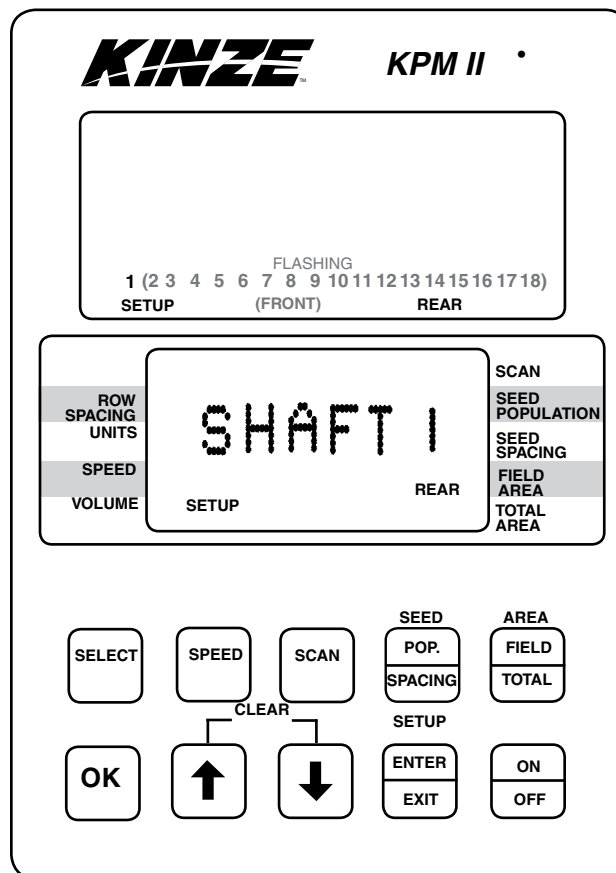 KINZE™ KPM II
FLASHING
1 (2 3 4 5 6 7 8 9 10 11 12 13 14 15 16 17 18)
SETUP (FRONT) REAR
ROW SPACING
UNITS
SPEED
VOLUME
SHAFT 1
SETUP REAR
SCAN
SEED POPULATION
SEED SPACING
FIELD AREA
TOTAL AREA
SELECT
SPEED
SCAN
SEED
POP.
SPACING
AREA
FIELD
TOTAL
CLEAR
OK
SETUP
ENTER
EXIT
ON
OFF